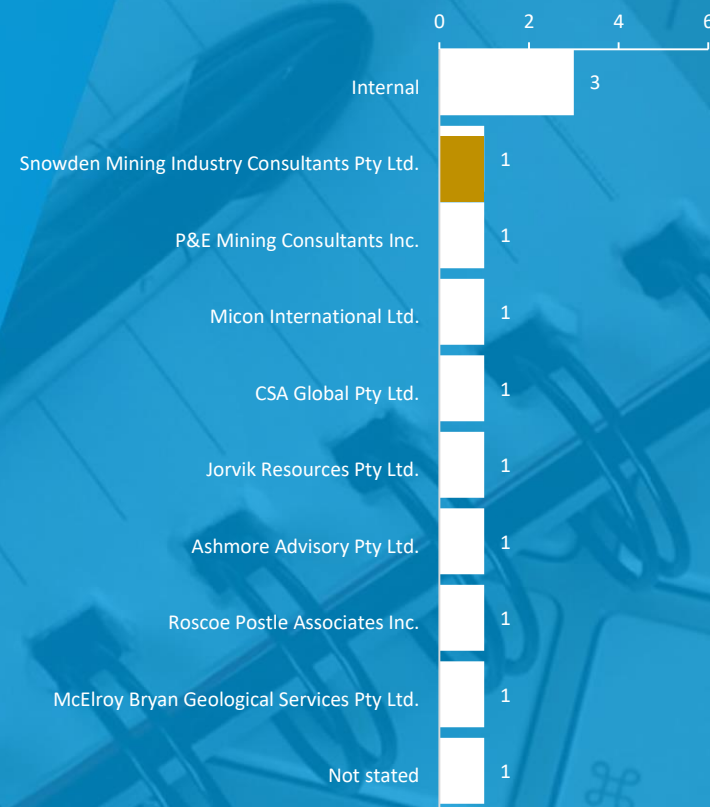 0 2 4 6
Internal 3
Snowden Mining Industry Consultants Pty Ltd. 1
P&E Mining Consultants Inc. 1
Micon International Ltd. 1
CSA Global Pty Ltd. 1
Jorvik Resources Pty Ltd. 1
Ashmore Advisory Pty Ltd. 1
Roscoe Postle Associates Inc. 1
McElroy Bryan Geological Services Pty Ltd. 1
Not stated 1